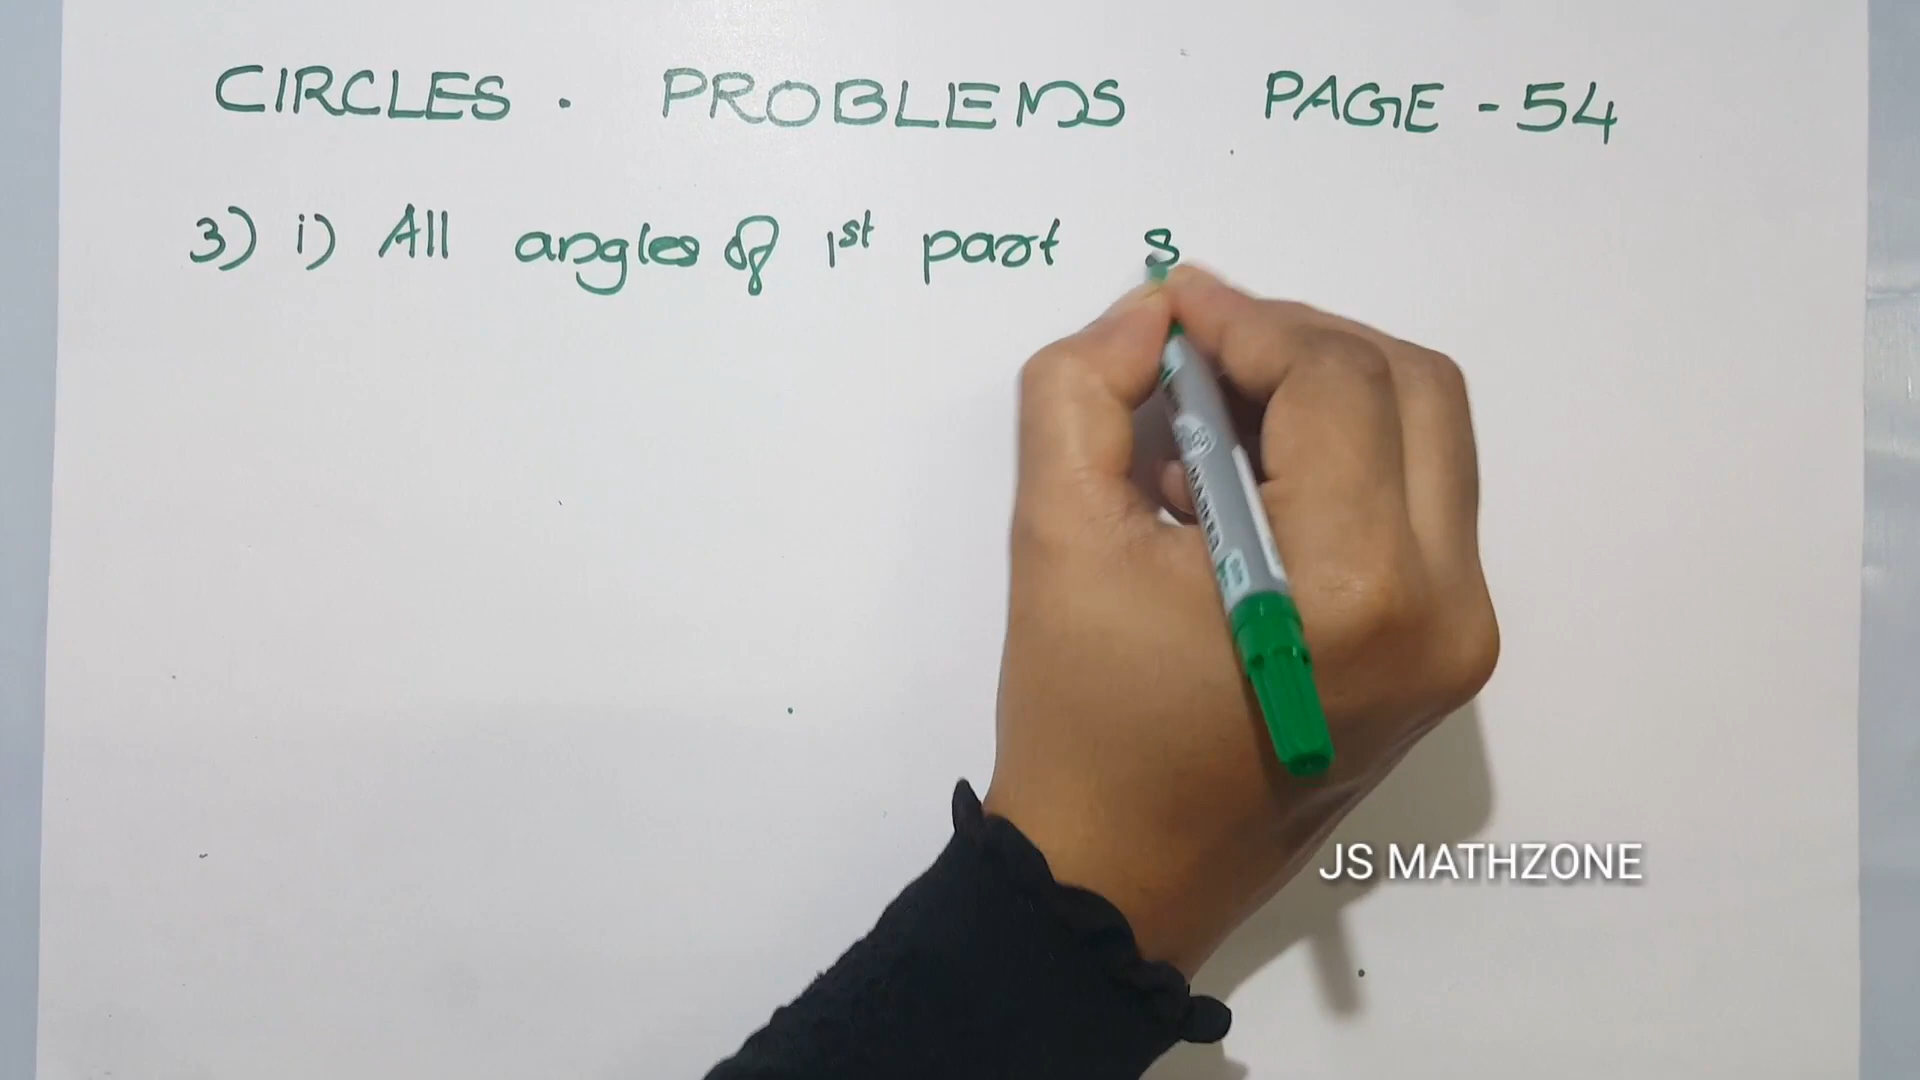 CIRCLES . PROBLEMS PAGE - 54
3) i) All angles of 1st part s
JS MATHZONE